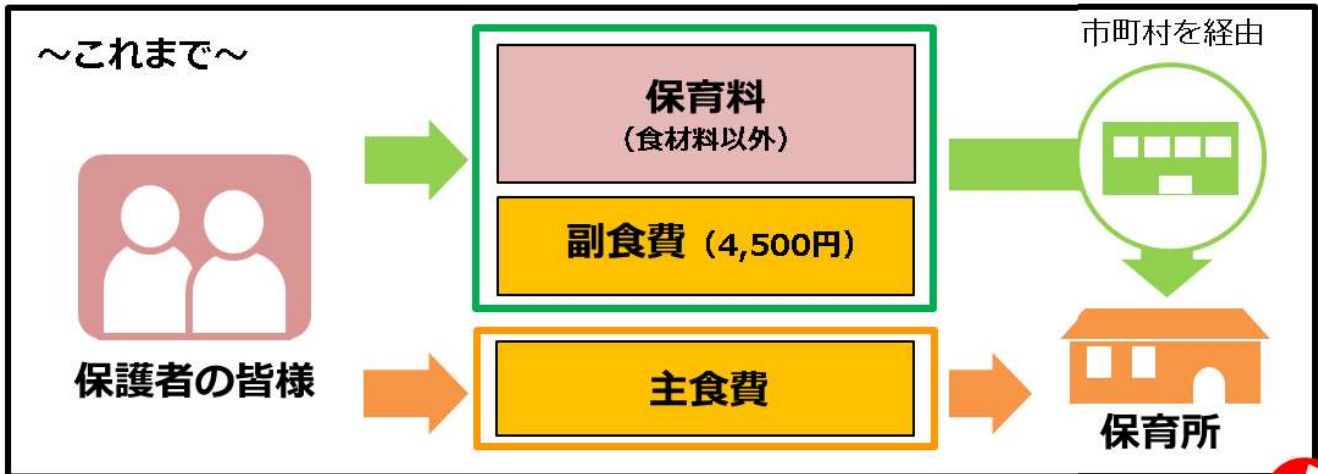 ～これまで～
市町村を経由
保育料
（食材料以外）
副食費（4,500円）
保護者の皆様
主食費
保育所